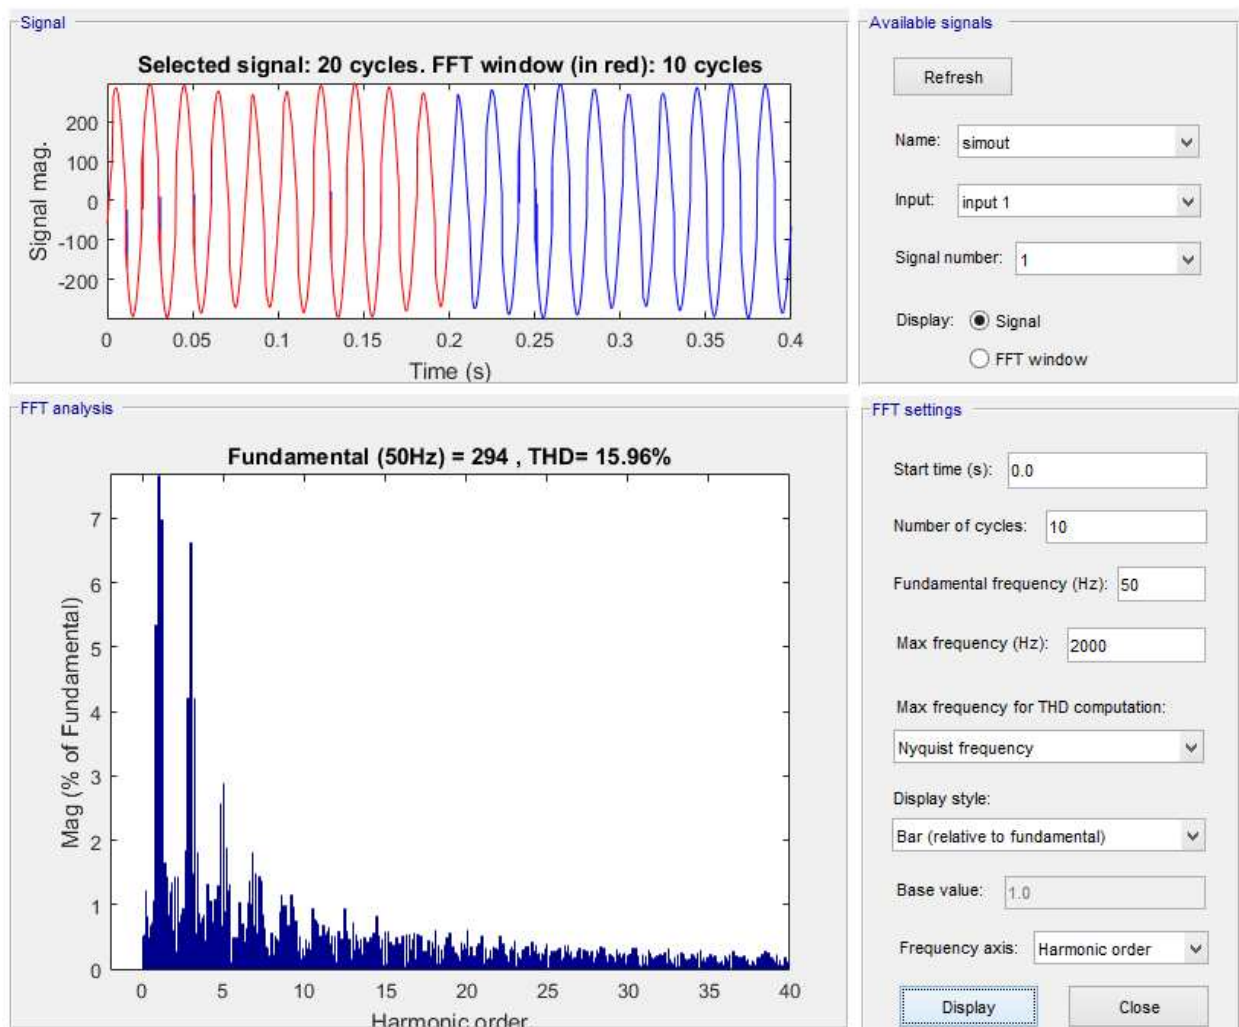 Signal
Selected signal: 20 cycles. FFT window (in red): 10 cycles
200
100
0
-100
-200
Signal mag.
0 0.05 0.1 0.15 0.2 0.25 0.3 0.35 0.4
Time (s)
Available signals
Refresh
Name: simout
Input: input 1
Signal number: 1
Display: Signal
FFT window
FFT analysis
Fundamental (50Hz) = 294 , THD= 15.96%
7
6
5
4
3
2
1
0
Mag (% of Fundamental)
0 5 10 15 20 25 30 35 40
Harmonic order
FFT settings
Start time (s): 0.0
Number of cycles: 10
Fundamental frequency (Hz): 50
Max frequency (Hz): 2000
Max frequency for THD computation:
Nyquist frequency
Display style:
Bar (relative to fundamental)
Base value: 1.0
Frequency axis: Harmonic order
Display Close